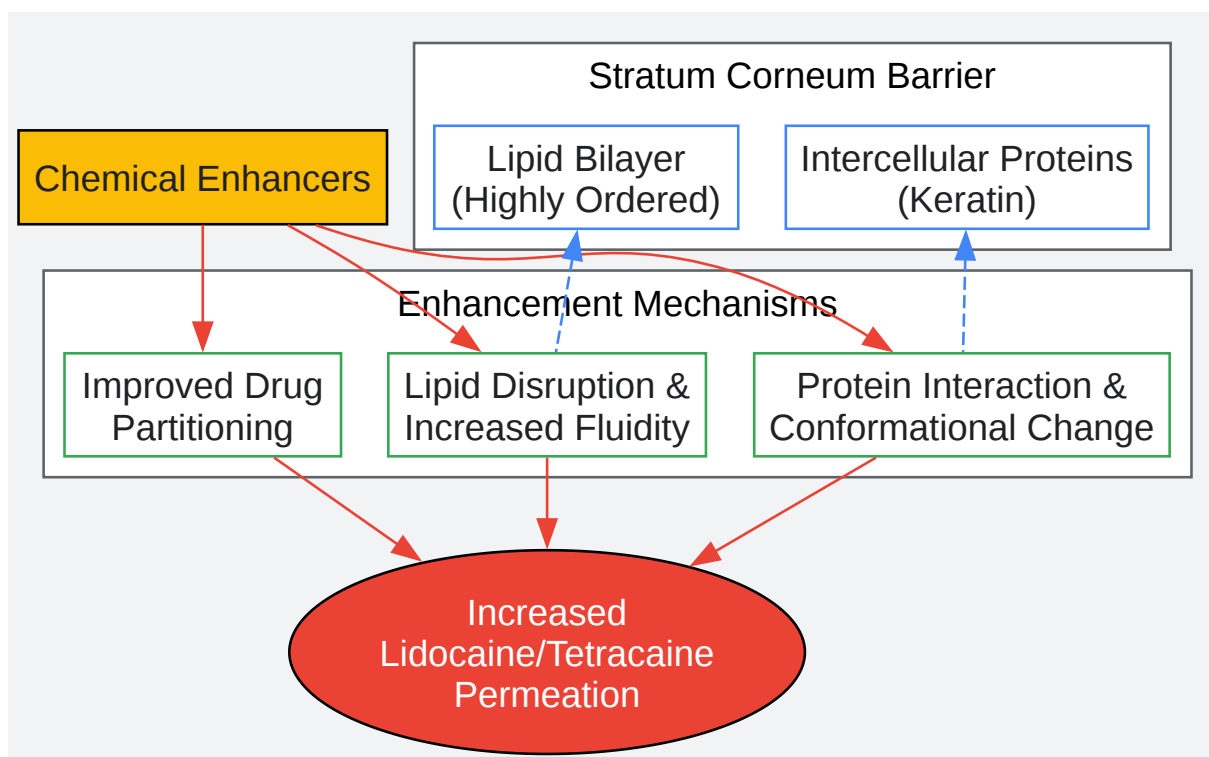 Stratum Corneum Barrier
Chemical Enhancers
Lipid Bilayer
(Highly Ordered)
Intercellular Proteins
(Keratin)
Enhancement Mechanisms
Improved Drug
Partitioning
Lipid Disruption &
Increased Fluidity
Protein Interaction &
Conformational Change
Increased
Lidocaine/Tetracaine
Permeation